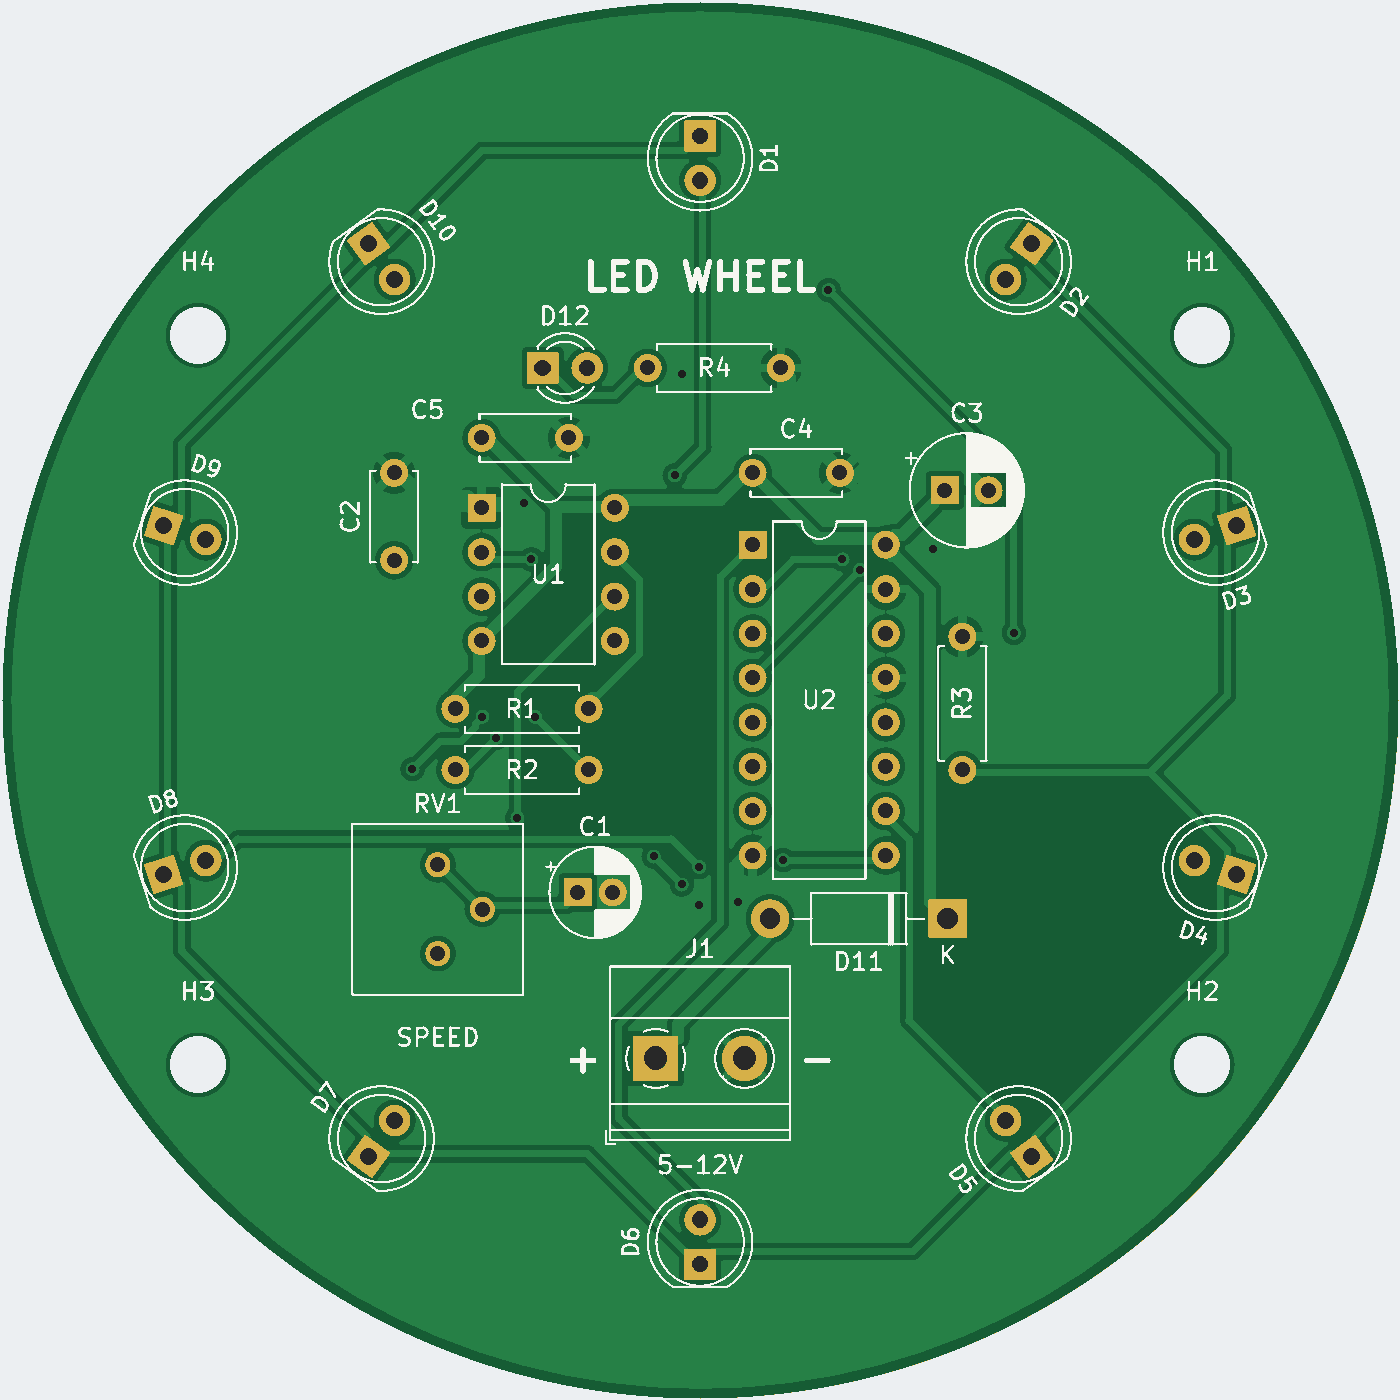 D1
D10
H4
H1
LED WHEEL
D2
D12
R4
C5
C3
C4
+
D9
C2
U1
D3
R1
U2
R3
R2
D8
RV1
C1
+
D4
J1
D11
K
H3
H2
SPEED
+
-
D7
5-12V
D5
D6